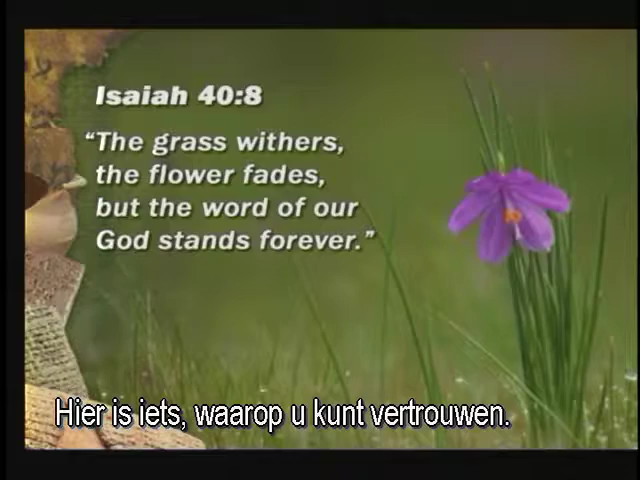 Isaiah 40:8
“The grass withers,
the flower fades,
but the word of our
God stands forever.”
Hier is iets, waarop u kunt vertrouwen.